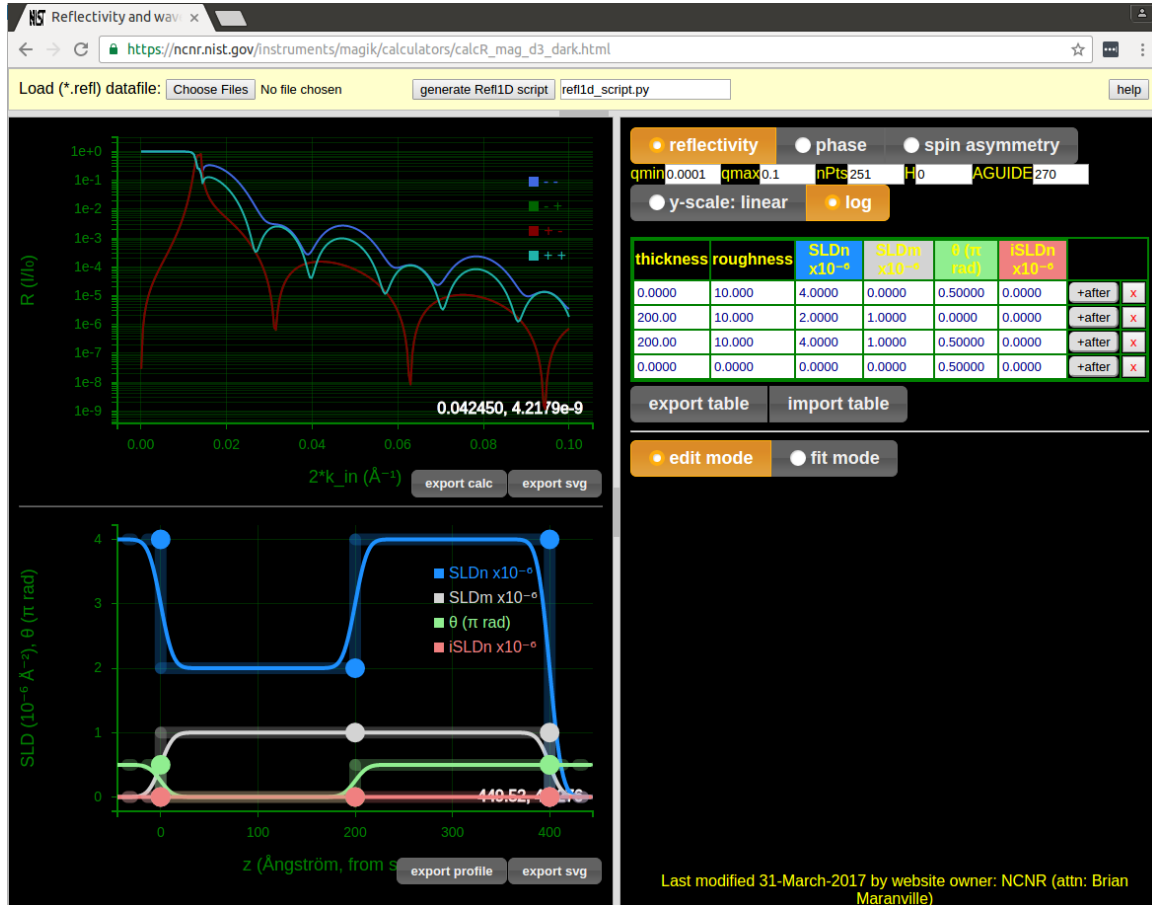 NIST Reflectivity and wav ×
https://ncnr.nist.gov/instruments/magik/calculators/calcR_mag_d3_dark.html
Load (*.refl) datafile: Choose Files No file chosen generate Refl1D script refl1d_script.py help
1e+0
1e-1
1e-2
1e-3
1e-4
1e-5
1e-6
1e-7
1e-8
1e-9
R (I/I₀)
- -
- +
+ -
+ +
0.042450, 4.2179e-9
0.00 0.02 0.04 0.06 0.08 0.10
2*k_in (Å⁻¹)
export calc export svg
4
3
2
1
0
SLD (10⁻⁶ Å⁻²), θ (π rad)
SLDn x10⁻⁶
SLDm x10⁻⁶
θ (π rad)
iSLDn x10⁻⁶
449.52,
0 100 200 300 400
z (Ångström, from s
export profile export svg
reflectivity phase spin asymmetry
qmin 0.0001 qmax 0.1 nPts 251 H 0 AGUIDE 270
y-scale: linear log
thickness roughness SLDn x10⁻⁶ SLDm x10⁻⁶ θ (π rad) iSLDn x10⁻⁶
0.0000 10.000 4.0000 0.0000 0.50000 0.0000 +after x
200.00 10.000 2.0000 1.0000 0.0000 0.0000 +after x
200.00 10.000 4.0000 1.0000 0.50000 0.0000 +after x
0.0000 0.0000 0.0000 0.0000 0.50000 0.0000 +after x
export table import table
edit mode fit mode
Last modified 31-March-2017 by website owner: NCNR (attn: Brian
Maranville)